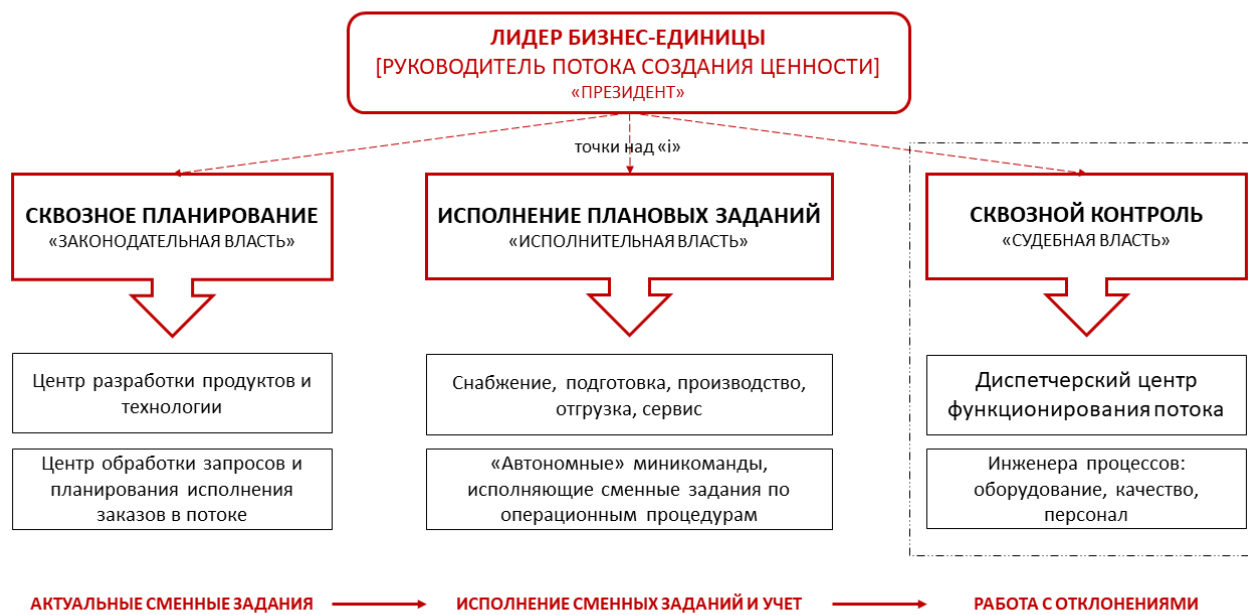 ЛИДЕР БИЗНЕС-ЕДИНИЦЫ
[РУКОВОДИТЕЛЬ ПОТОКА СОЗДАНИЯ ЦЕННОСТИ]
«ПРЕЗИДЕНТ»
точки над «i»
СКВОЗНОЕ ПЛАНИРОВАНИЕ
«ЗАКОНОДАТЕЛЬНАЯ ВЛАСТЬ»
ИСПОЛНЕНИЕ ПЛАНОВЫХ ЗАДАНИЙ
«ИСПОЛНИТЕЛЬНАЯ ВЛАСТЬ»
СКВОЗНОЙ КОНТРОЛЬ
«СУДЕБНАЯ ВЛАСТЬ»
Центр разработки продуктов и
технологии
Снабжение, подготовка, производство,
отгрузка, сервис
Диспетчерский центр
функционирования потока
Центр обработки запросов и
планирования исполнения
заказов в потоке
«Автономные» миникоманды,
исполняющие сменные задания по
операционным процедурам
Инженера процессов:
оборудование, качество,
персонал
АКТУАЛЬНЫЕ СМЕННЫЕ ЗАДАНИЯ
ИСПОЛНЕНИЕ СМЕННЫХ ЗАДАНИЙ И УЧЕТ
РАБОТА С ОТКЛОНЕНИЯМИ